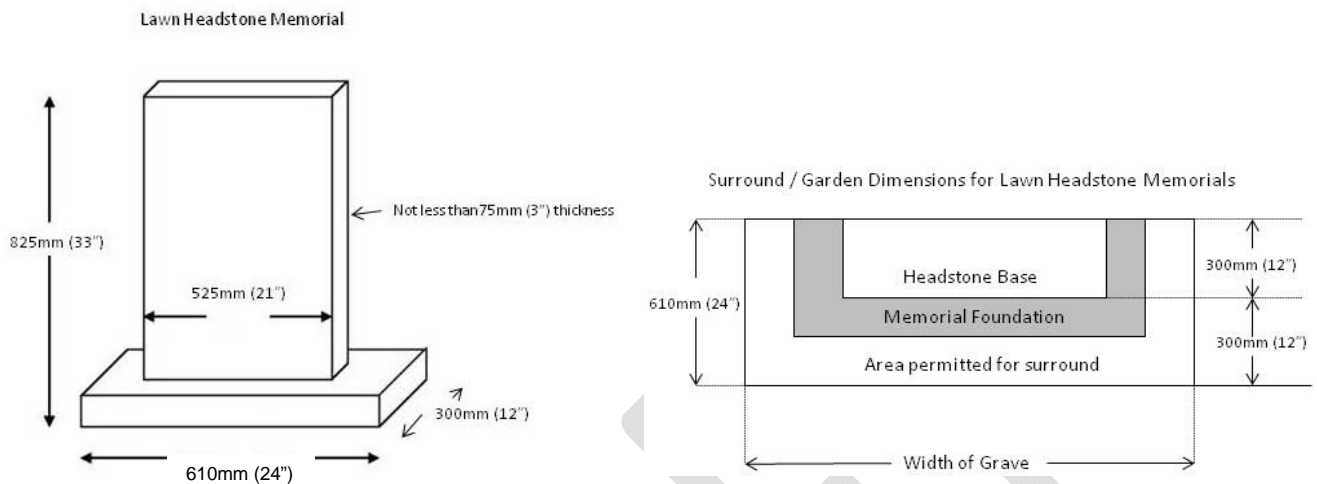 Lawn Headstone Memorial
Not less than75mm (3") thickness
825mm (33")
525mm (21")
300mm (12")
610mm (24")
Surround / Garden Dimensions for Lawn Headstone Memorials
300mm (12")
Headstone Base
610mm (24")
Memorial Foundation
300mm (12")
Area permitted for surround
Width of Grave